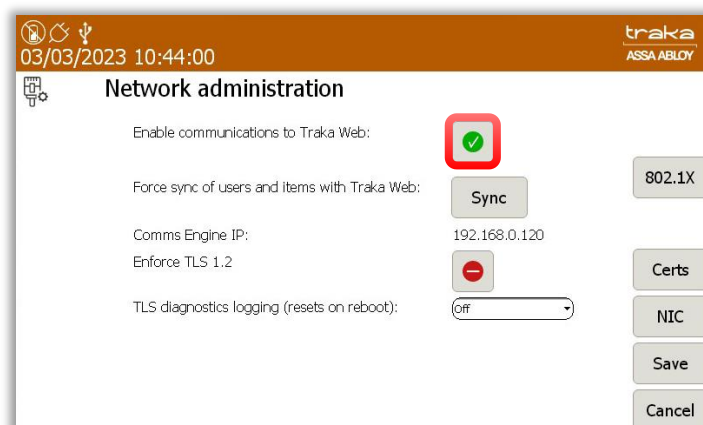 traka
03/03/2023 10:44:00
ASSA ABLOY
Network administration
Enable communications to Traka Web:
802.1X
Force sync of users and items with Traka Web:
Sync
Comms Engine IP:
192.168.0.120
Enforce TLS 1.2
Certs
TLS diagnostics logging (resets on reboot):
Off
NIC
Save
Cancel